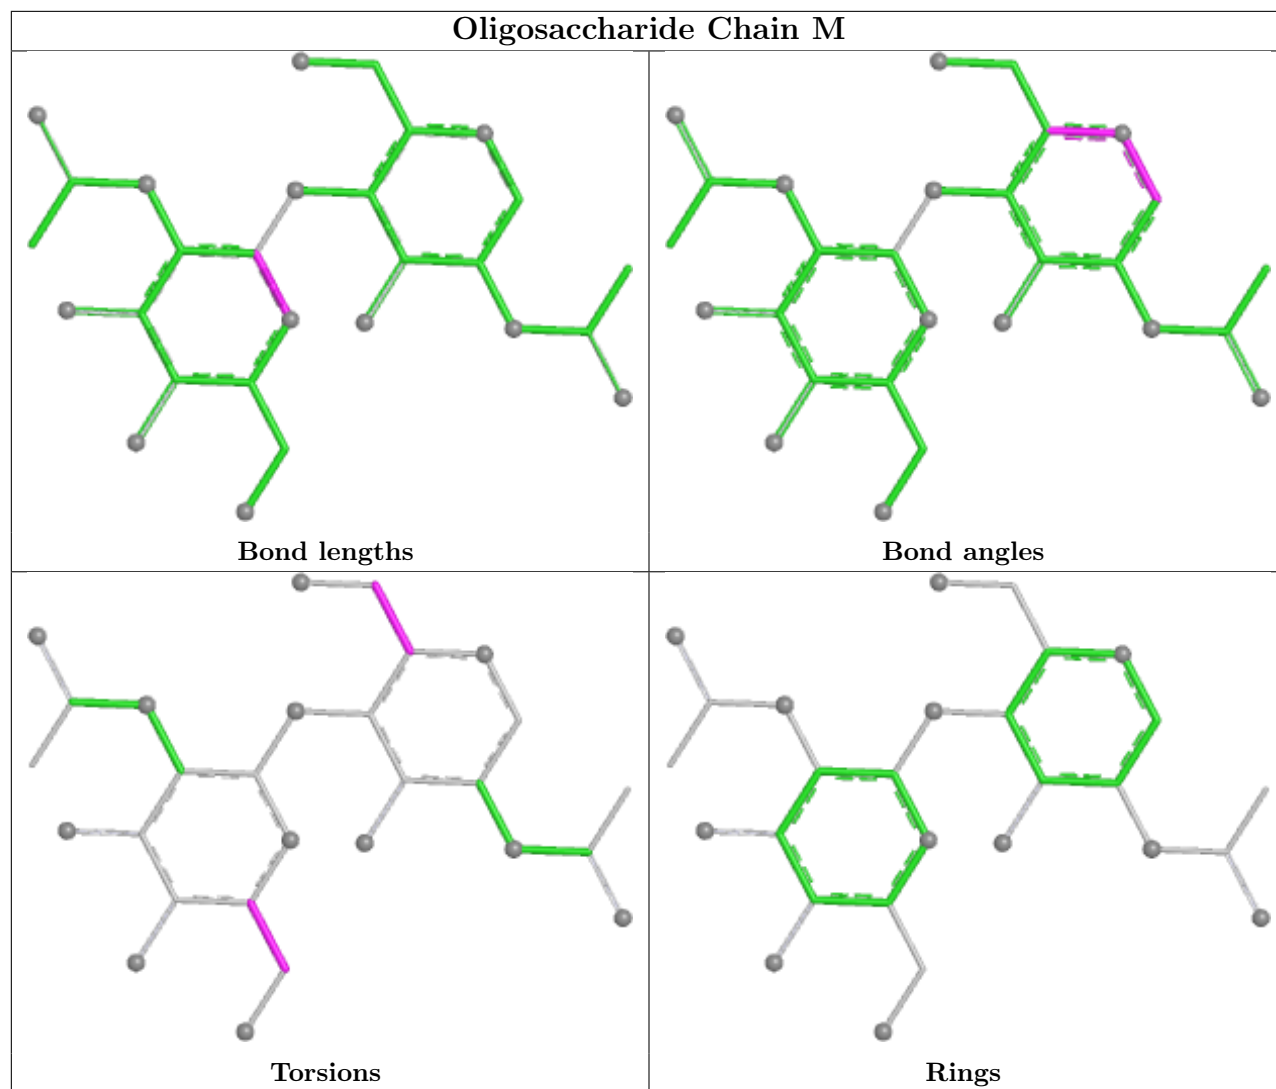 Oligosaccharide Chain M
Bond lengths
Bond angles
Torsions
Rings